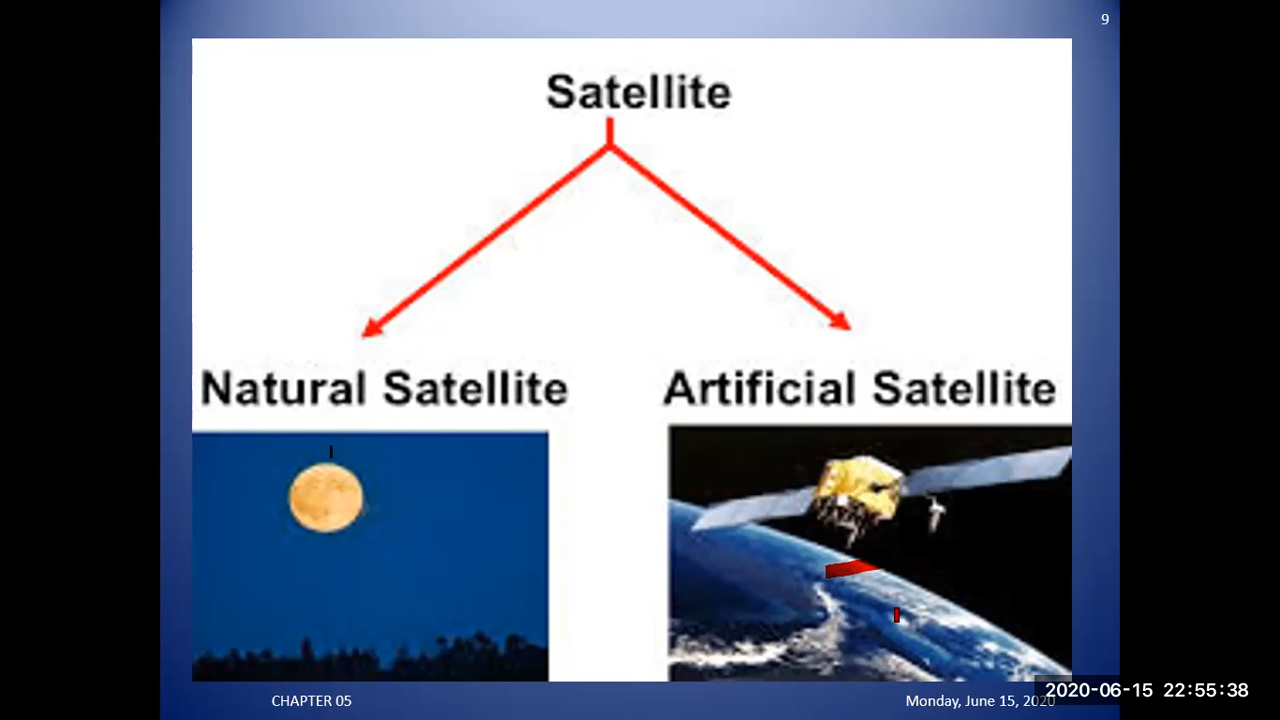 9
Satellite
Natural Satellite
Artificial Satellite
CHAPTER 05
Monday, June 15, 2020
2020-06-15 22:55:38